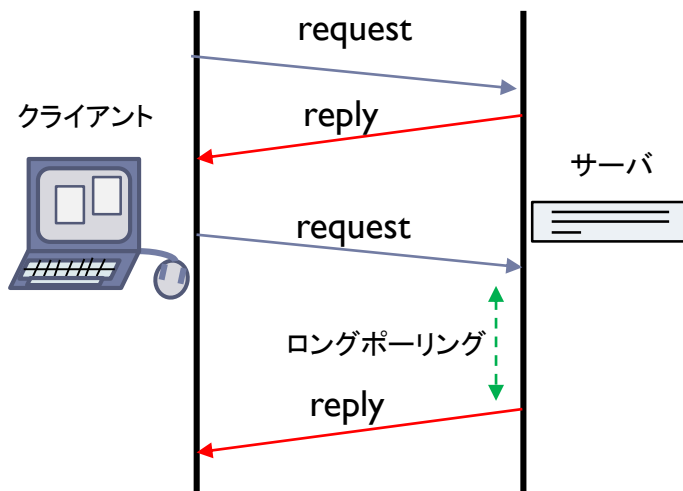 request
クライアント
reply
サーバ
request
ロングポーリング
reply